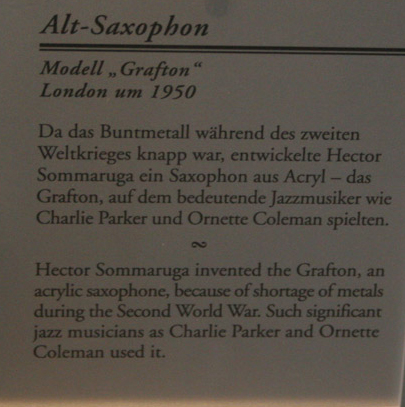 Alt-Saxophon
Modell „Grafton“
London um 1950
Da das Buntmetall während des zweiten
Weltkrieges knapp war, entwickelte Hector
Sommaruga ein Saxophon aus Acryl – das
Grafton, auf dem bedeutende Jazzmusiker wie
Charlie Parker und Ornette Coleman spielten.
~
Hector Sommaruga invented the Grafton, an
acrylic saxophone, because of shortage of metals
during the Second World War. Such significant
jazz musicians as Charlie Parker and Ornette
Coleman used it.